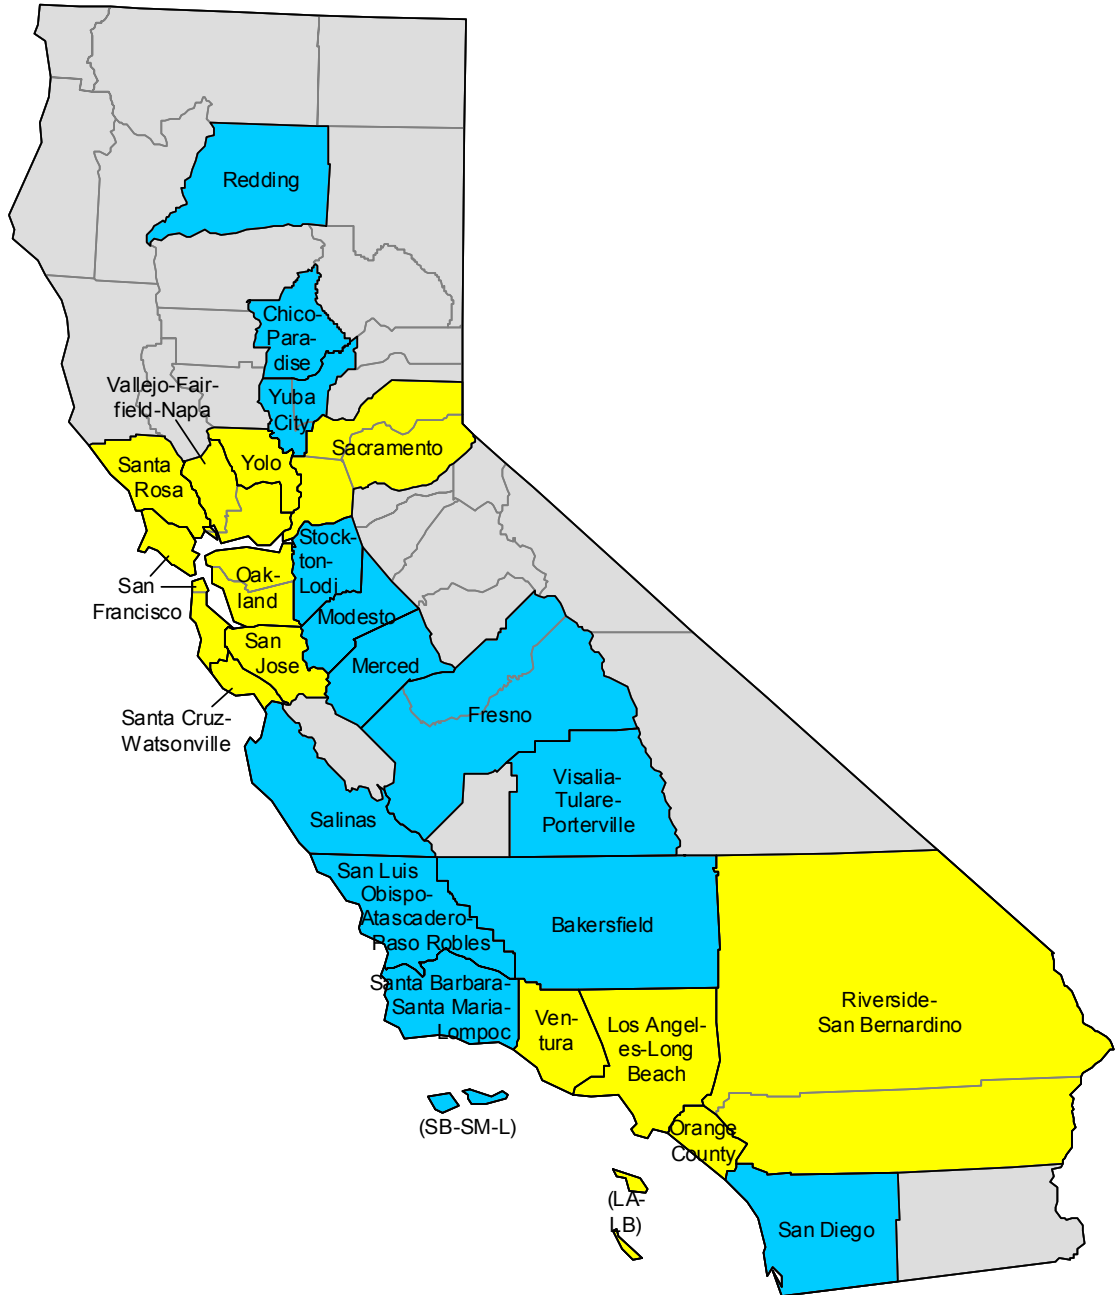 Redding
Chico-
Para-
dise
Vallejo-Fair-
field-Napa
Yuba
City
Sacramento
Yolo
Santa
Rosa
Stock-
ton-
Lodi
San
Francisco
Oak-
land
Modesto
San
Jose
Merced
Santa Cruz-
Watsonville
Fresno
Visalia-
Tulare-
Porterville
Salinas
San Luis
Obispo-
Atascadero-
Paso Robles
Bakersfield
Santa Barbara-
Santa Maria-
Lompoc
Ven-
tura
Los Angel-
es-Long
Beach
Riverside-
San Bernardino
(SB-SM-L)
Orange
County
(LA-
LB)
San Diego